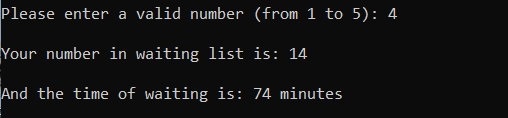 Please enter a valid number (from 1 to 5): 4
Your number in waiting list is: 14
And the time of waiting is: 74 minutes